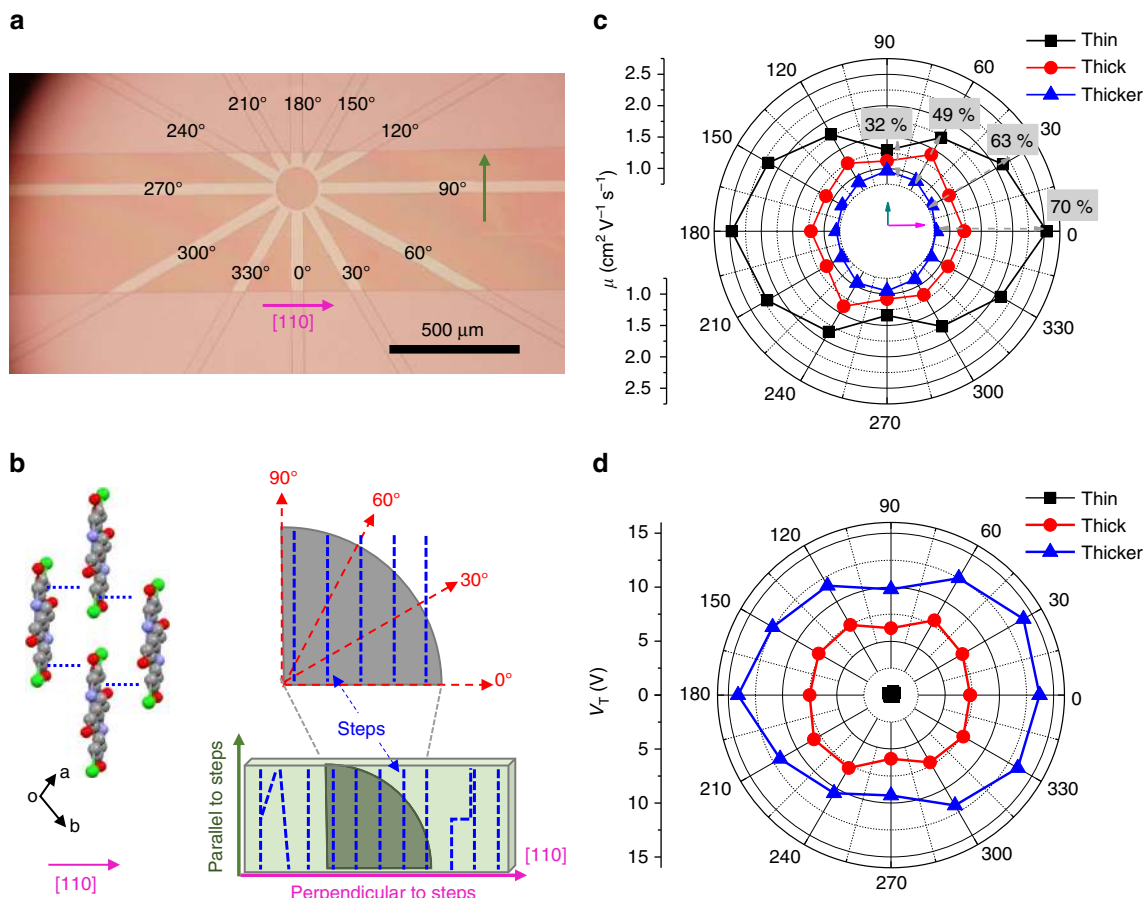 a
210° 180° 150°
240° 120°
270° 90°
300° 60°
330° 0° 30°
[110]
500 μm
b
a
o
b
[110]
90°
60°
30°
0°
Steps
Parallel to steps
[110]
Perpendicular to steps
c
Thin
Thick
Thicker
μ (cm² V⁻¹ s⁻¹)
2.5
2.0
1.5
1.0
1.0
1.5
2.0
2.5
90
60
30
0
330
300
270
240
210
180
150
120
32 %
49 %
63 %
70 %
d
Thin
Thick
Thicker
V_T (V)
15
10
5
0
5
10
15
90
60
30
0
330
300
270
240
210
180
150
120